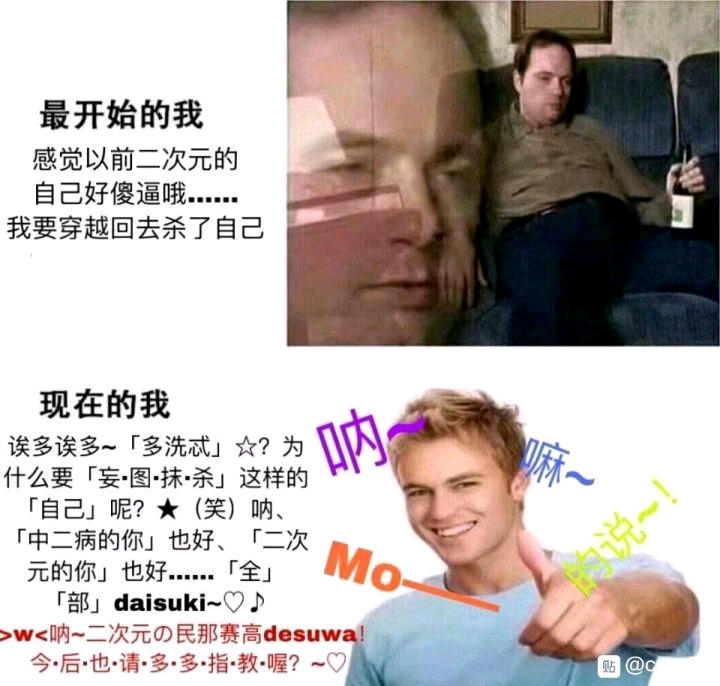 最开始的我
感觉以前二次元的
自己好傻逼哦......
我要穿越回去杀了自己
现在的我
诶多诶多~「多洗忒」☆? 为
什么要「妄·图·抹·杀」这样的
「自己」呢? ★ (笑) 呐、
「中二病的你」也好、「二次
元的你」也好......「全」
「部」daisuki~♡♪
>w<呐~二次元の民那赛高desuwa!
今·后·也·请·多·多·指·教·喔? ~♡
呐~
嘛~
的说~!
Mo——
贴 @c